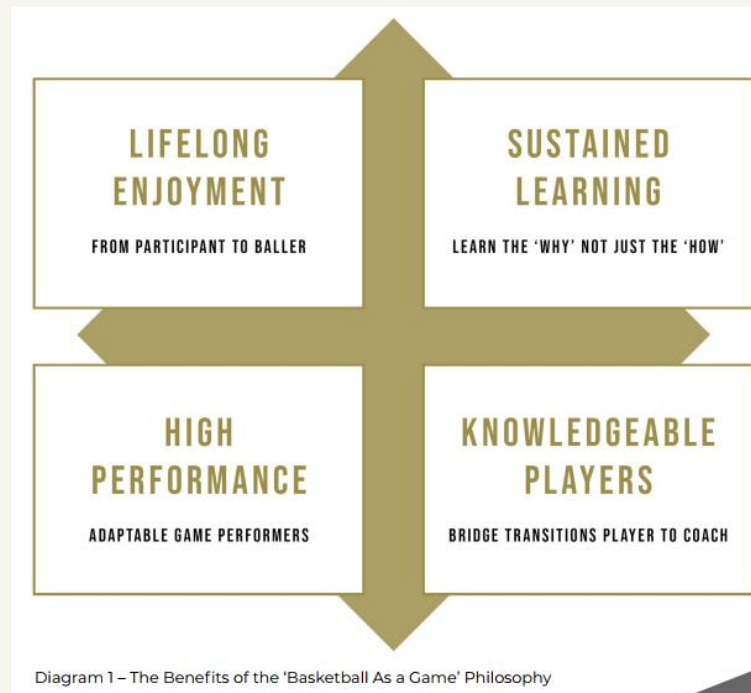 LIFELONG
ENJOYMENT
FROM PARTICIPANT TO BALLER
SUSTAINED
LEARNING
LEARN THE ‘WHY’ NOT JUST THE ‘HOW’
HIGH
PERFORMANCE
ADAPTABLE GAME PERFORMERS
KNOWLEDGEABLE
PLAYERS
BRIDGE TRANSITIONS PLAYER TO COACH
Diagram 1 – The Benefits of the ‘Basketball As a Game’ Philosophy